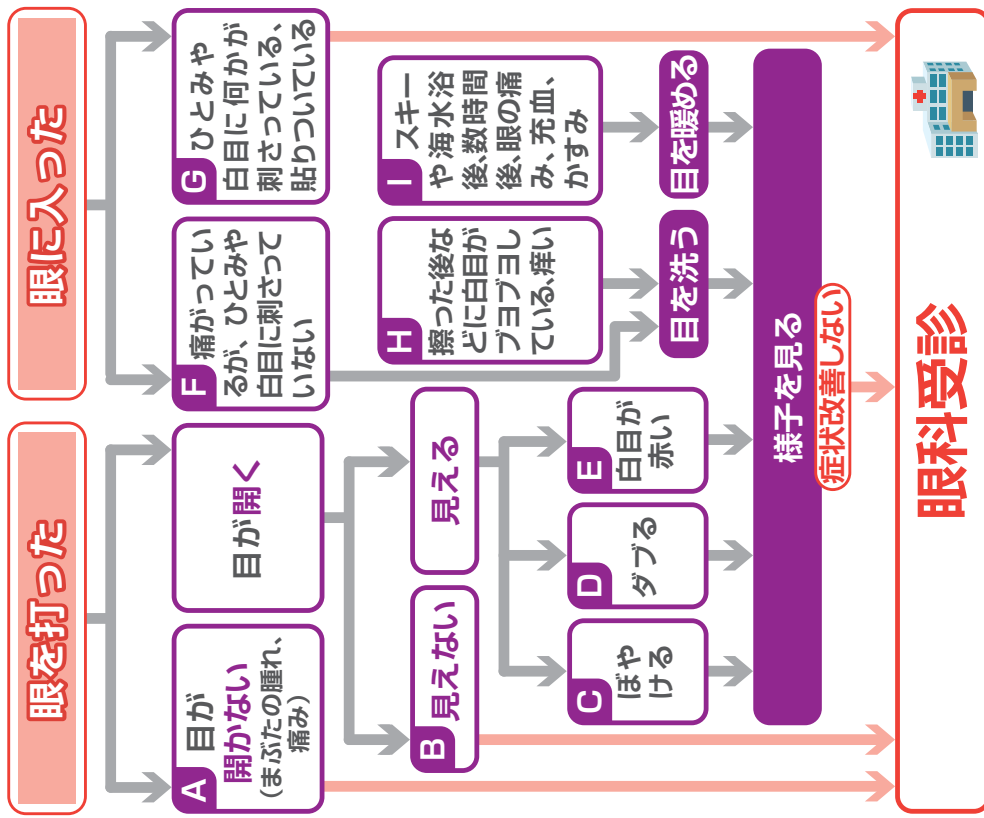 眼を打った
A 目が
開かない
(まぶたの腫れ、
痛み)
目が開く
B 見えない
見える
C ぼや
ける
D ダブる
E 白目が
赤い
眼に入った
F 痛がってい
るが、ひとみや
白目に刺さって
いない
G ひとみや
白目に何かが
刺さっている、
貼りついている
H 擦った後な
どに白目が
ブヨブヨし
ている、痒い
I スキー
や海水浴
後、数時間
後、眼の痛
み、充血、
かすみ
目を洗う
目を暖める
様子を見る
症状改善しない
眼科受診